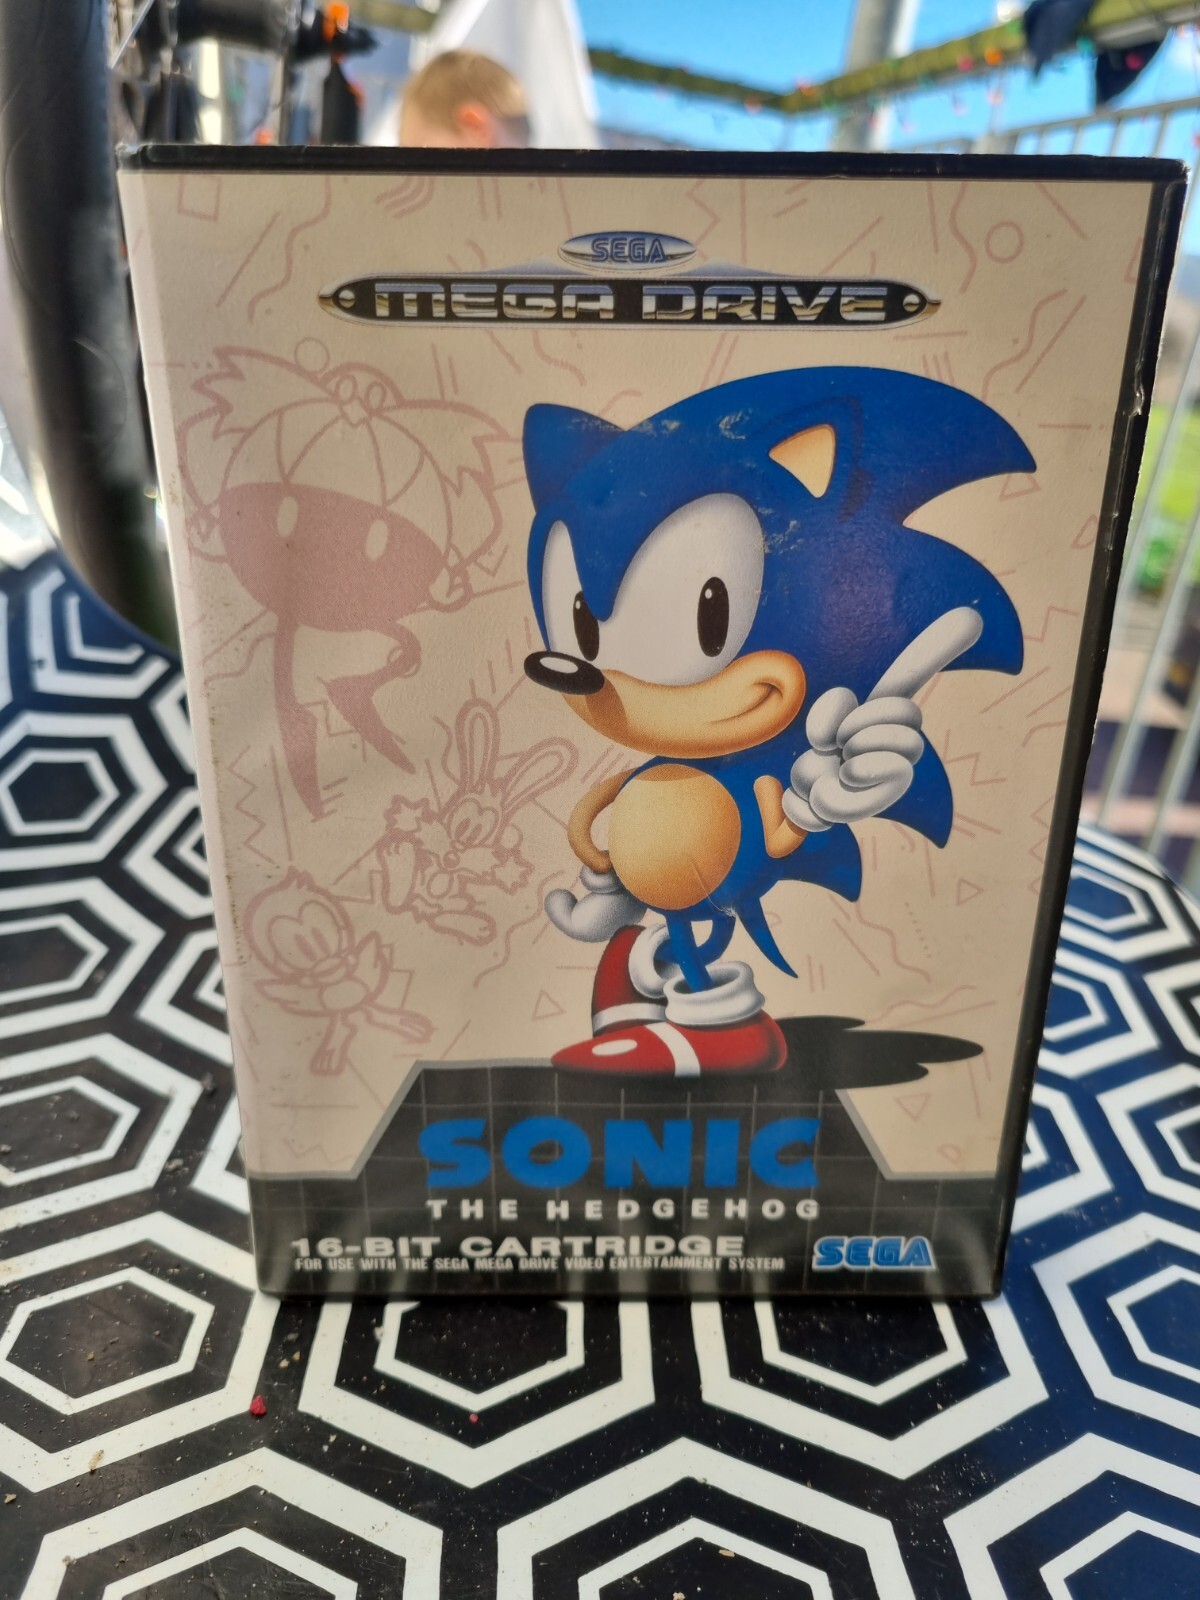 SEGA
MEGA DRIVE
SONIC
THE HEDGEHOG
16-BIT CARTRIDGE
FOR USE WITH THE SEGA MEGA DRIVE VIDEO ENTERTAINMENT SYSTEM
SEGA